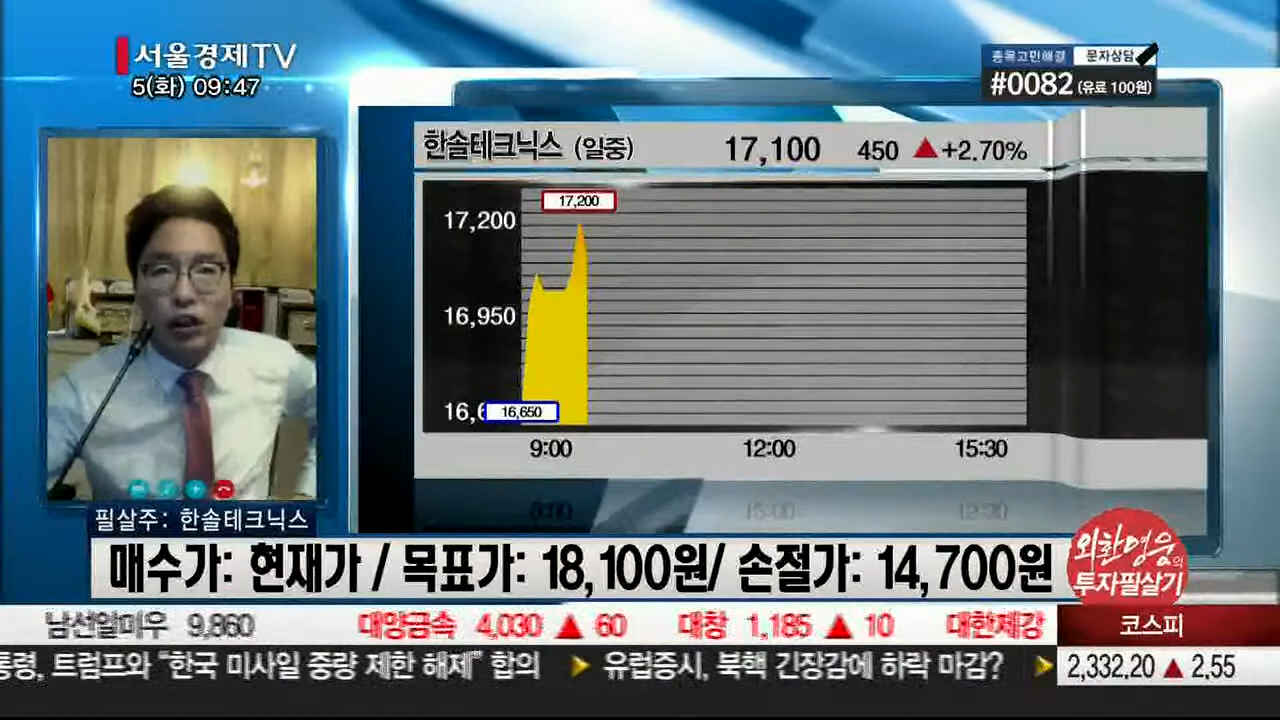 서울경제TV
5(화) 09:47
종목고민해결 문자상담
#0082 (유료 100원)
한솔테크닉스 (일중) 17,100 450 ▲+2.70%
17,200
17,200
16,950
16,650
9:00 12:00 15:30
필살주: 한솔테크닉스
매수가: 현재가 / 목표가: 18,100원/ 손절가: 14,700원
외환영웅의
투자필살기
남선알미우 9,860 대양금속 4,030 ▲ 60 대창 1,185 ▲ 10 대한제강
코스피
통령, 트럼프와 “한국 미사일 중량 제한 해제” 합의 ▶ 유럽증시, 북핵 긴장감에 하락 마감? ▶
2,332,20 ▲ 2,55